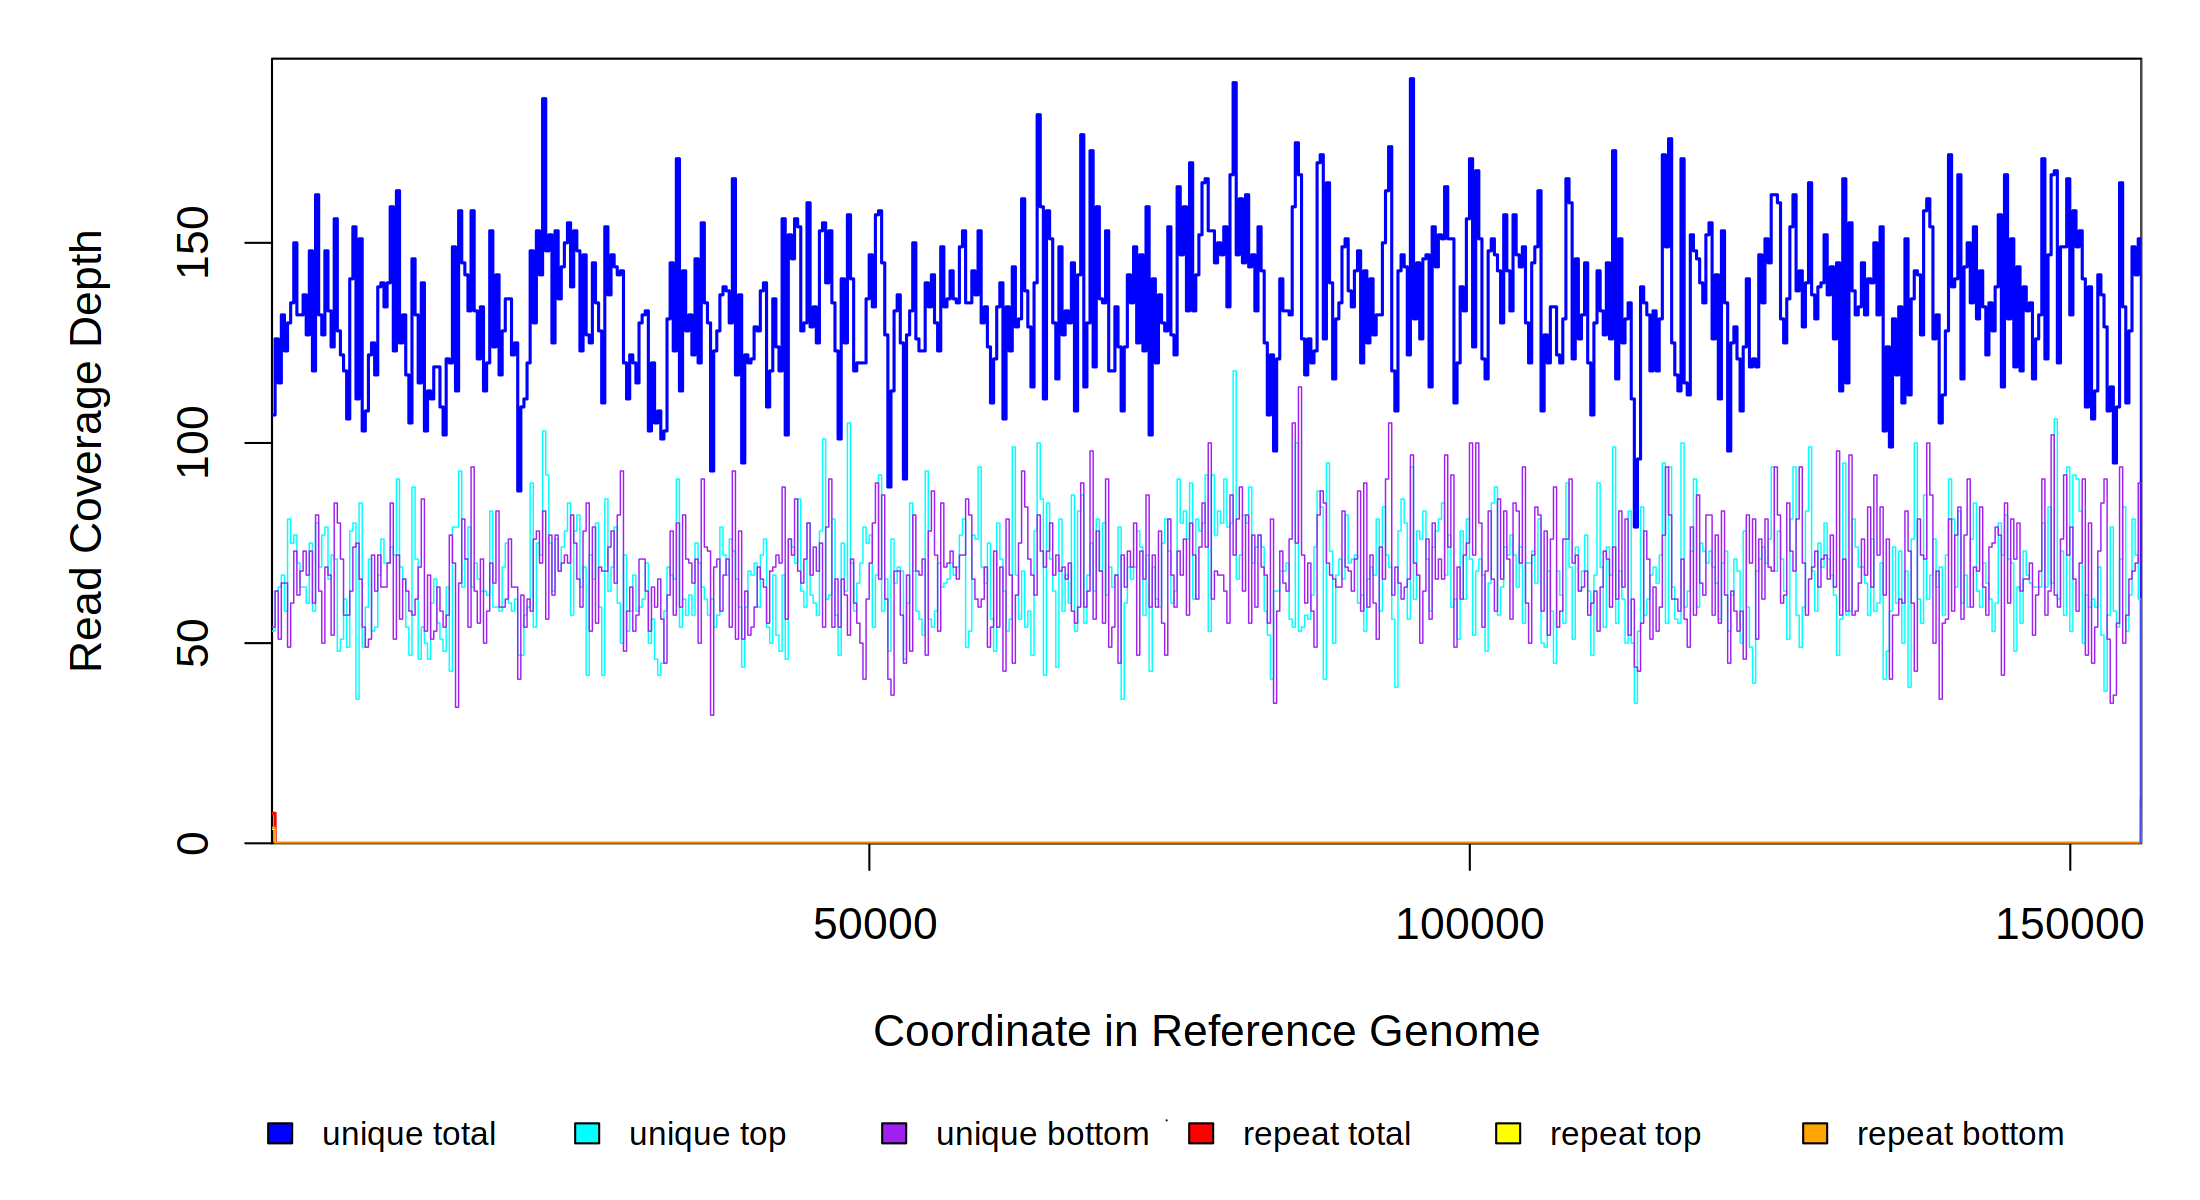 Read Coverage Depth
150
100
50
0
50000 100000 150000
Coordinate in Reference Genome
unique total unique top unique bottom repeat total repeat top repeat bottom